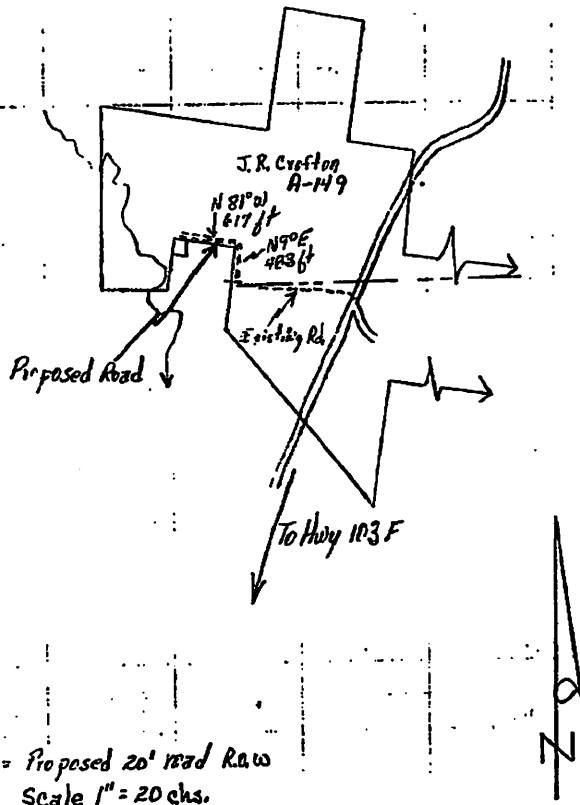 J.R. Crofton
A-149
N 81° W
617 ft
N 9° E
483 ft
Existing Rd.
Proposed Road
To Hwy 103 E
N
= Proposed 20' road R.O.W
Scale 1" = 20 chs.